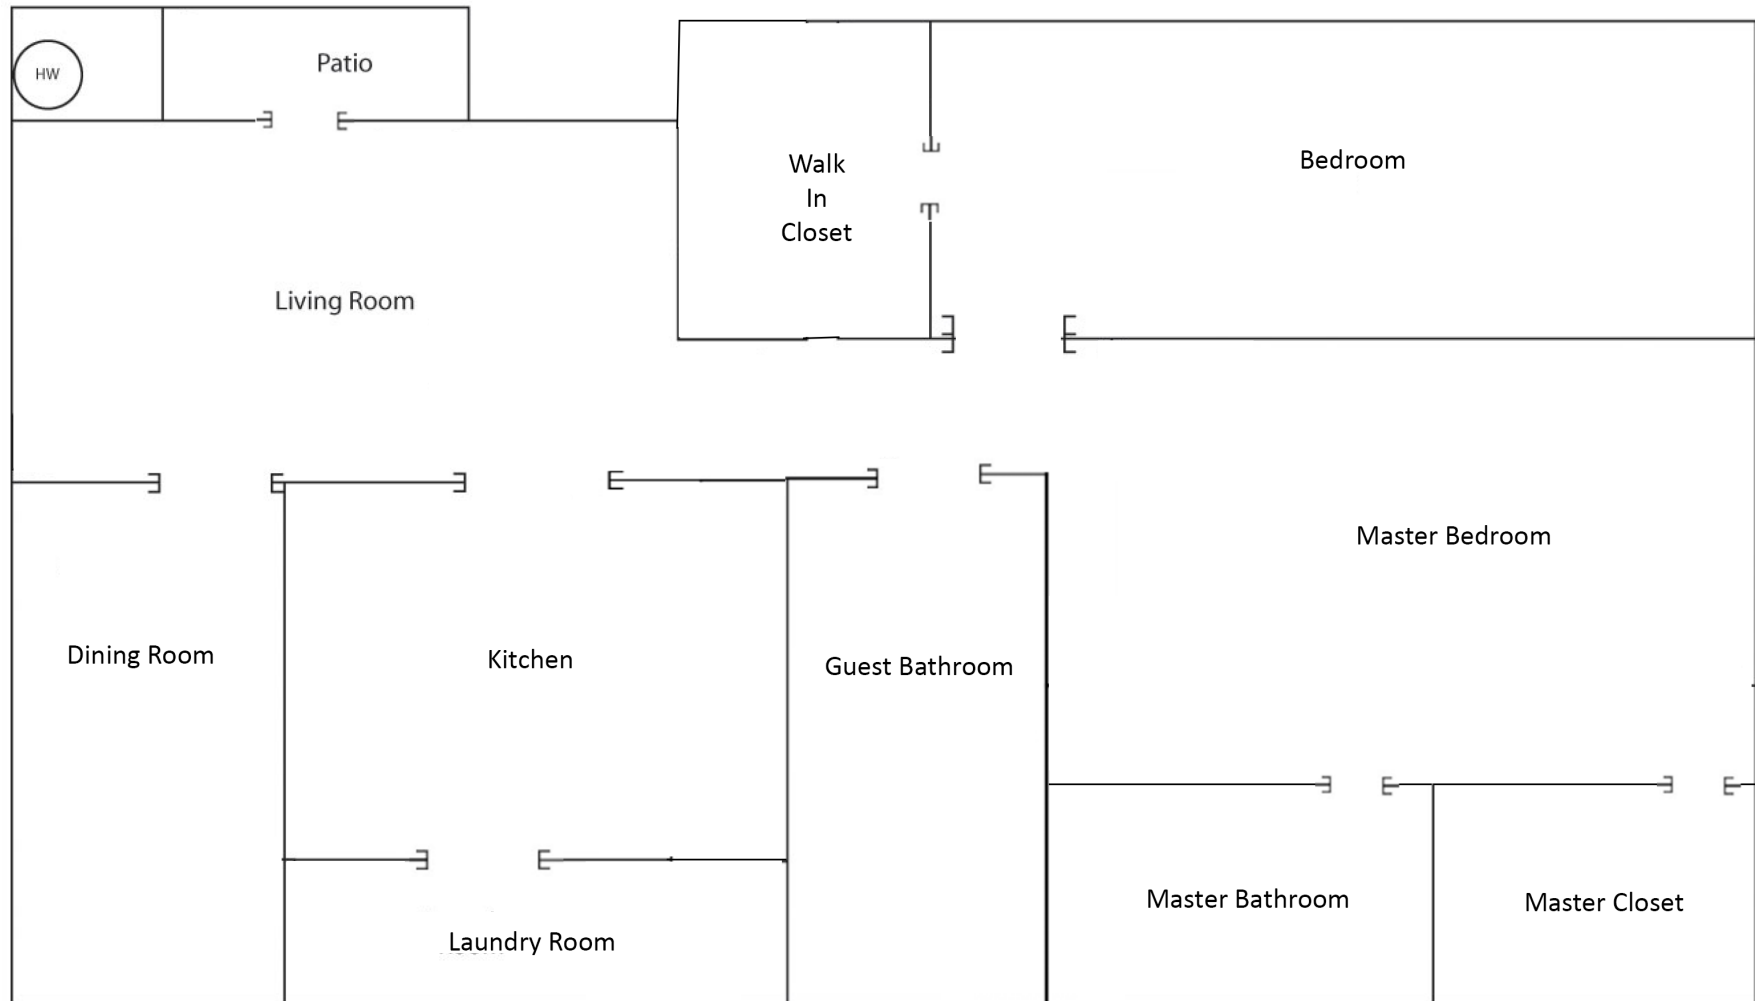 Patio
HW
Walk
In
Closet
Bedroom
Living Room
Master Bedroom
Dining Room
Kitchen
Guest Bathroom
Master Bathroom
Master Closet
Laundry Room